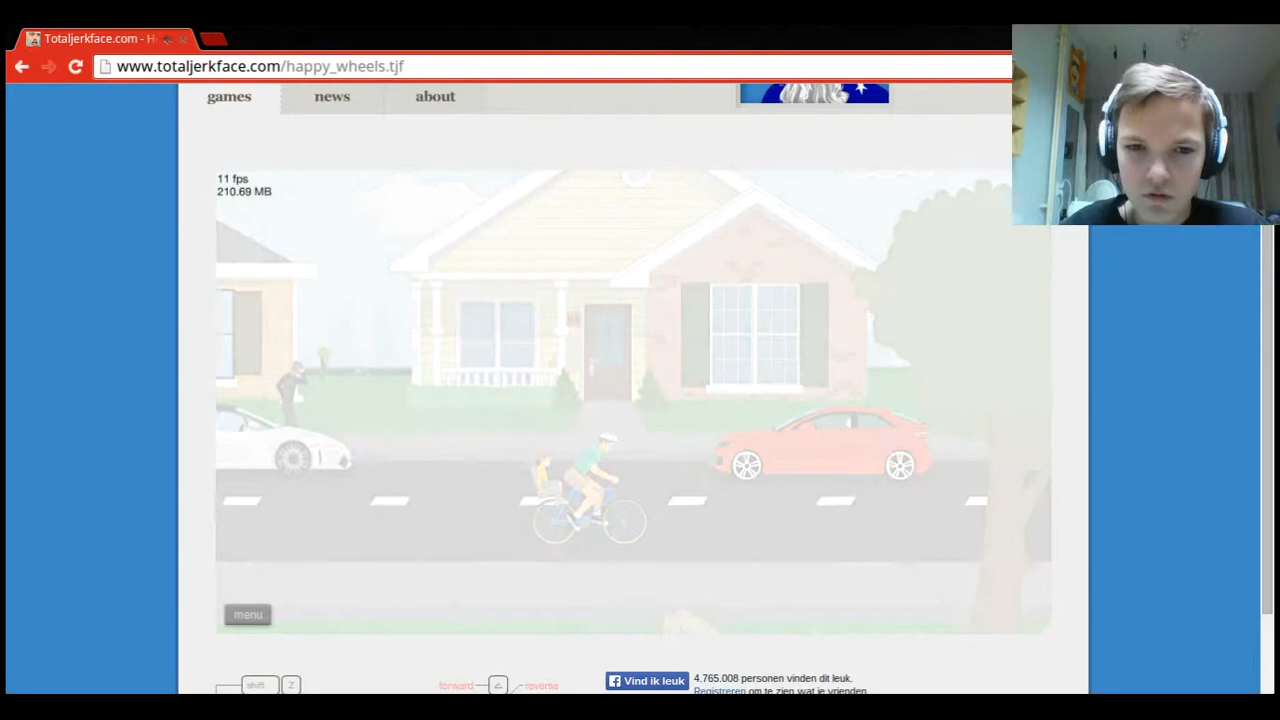 Totaljerkface.com - H
www.totaljerkface.com/happy_wheels.tjf
games news about
11 fps
210.69 MB
menu
shift Z forward reverse
Vind ik leuk 4.765.008 personen vinden dit leuk.
Registreren om te zien wat je vrienden